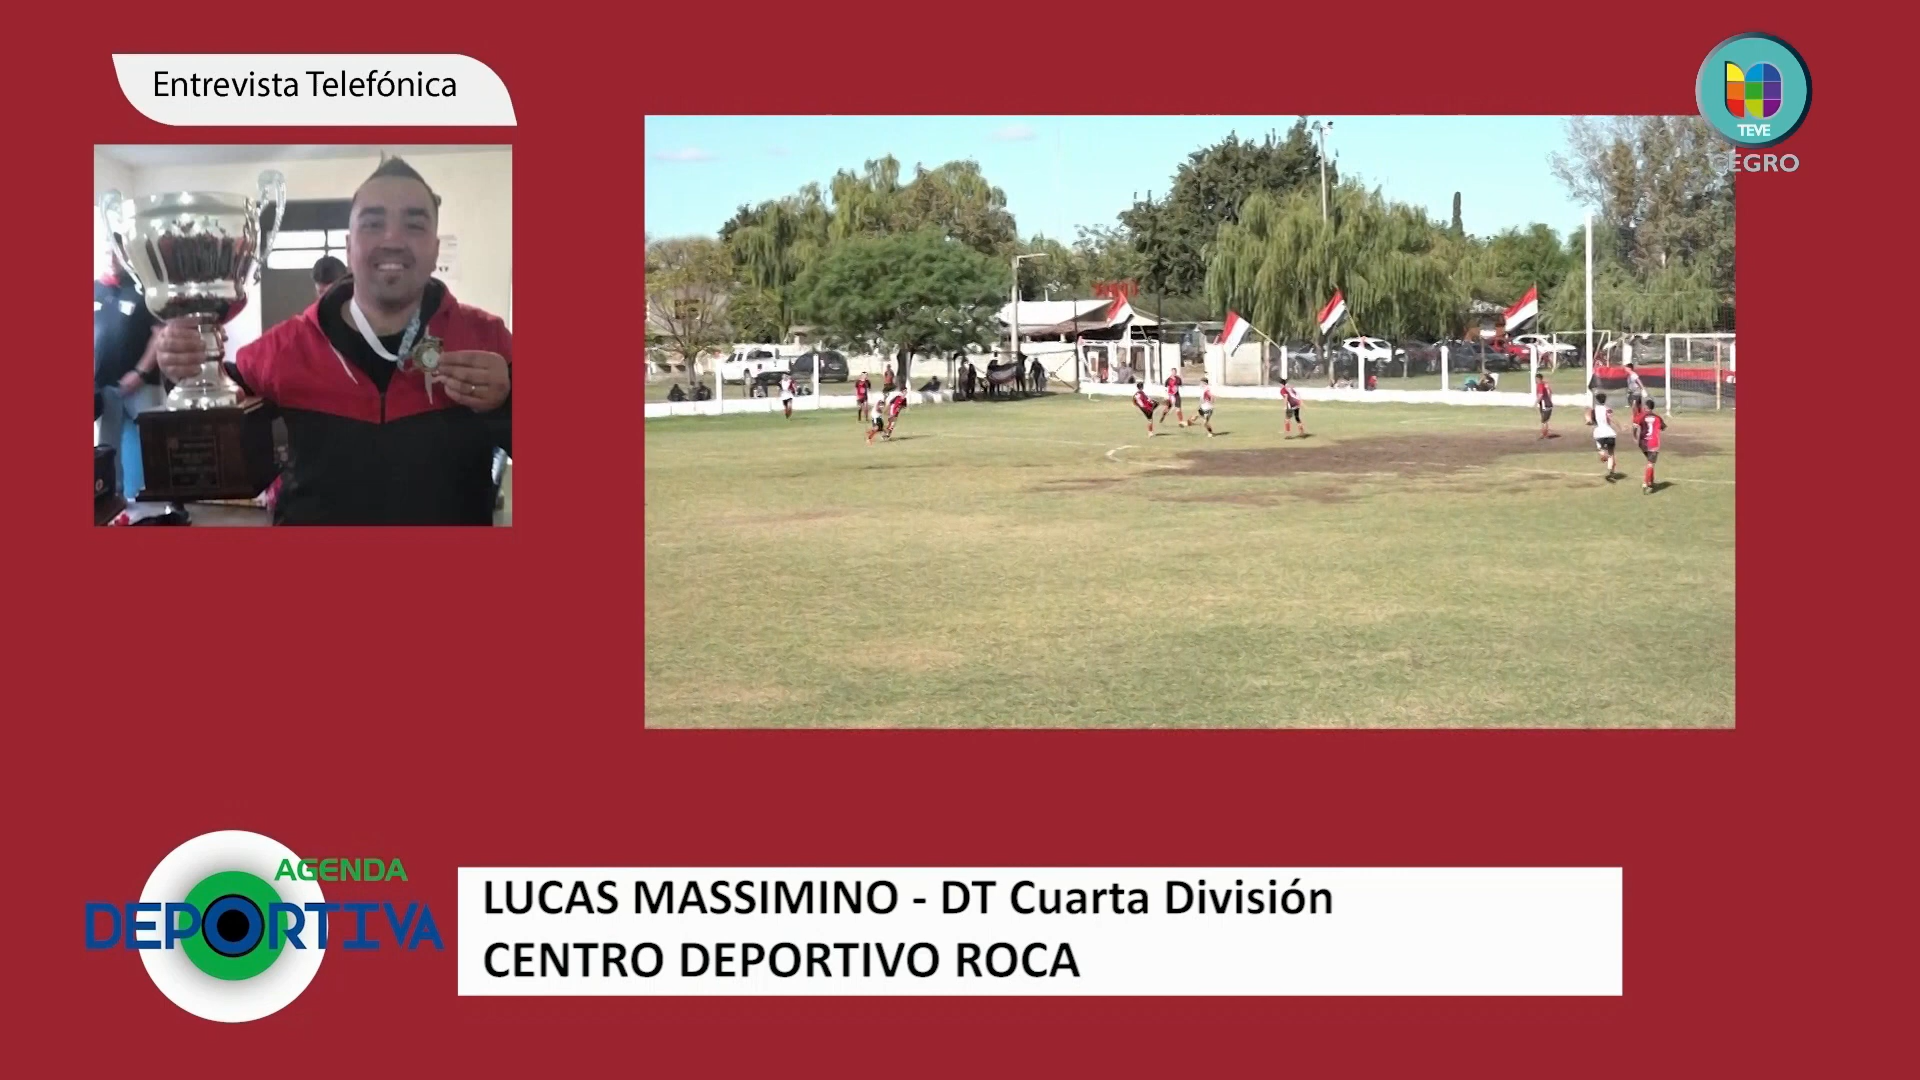 Entrevista Telefónica
TEVE
CEGRO
AGENDA
DEPORTIVA
LUCAS MASSIMINO - DT Cuarta División
CENTRO DEPORTIVO ROCA